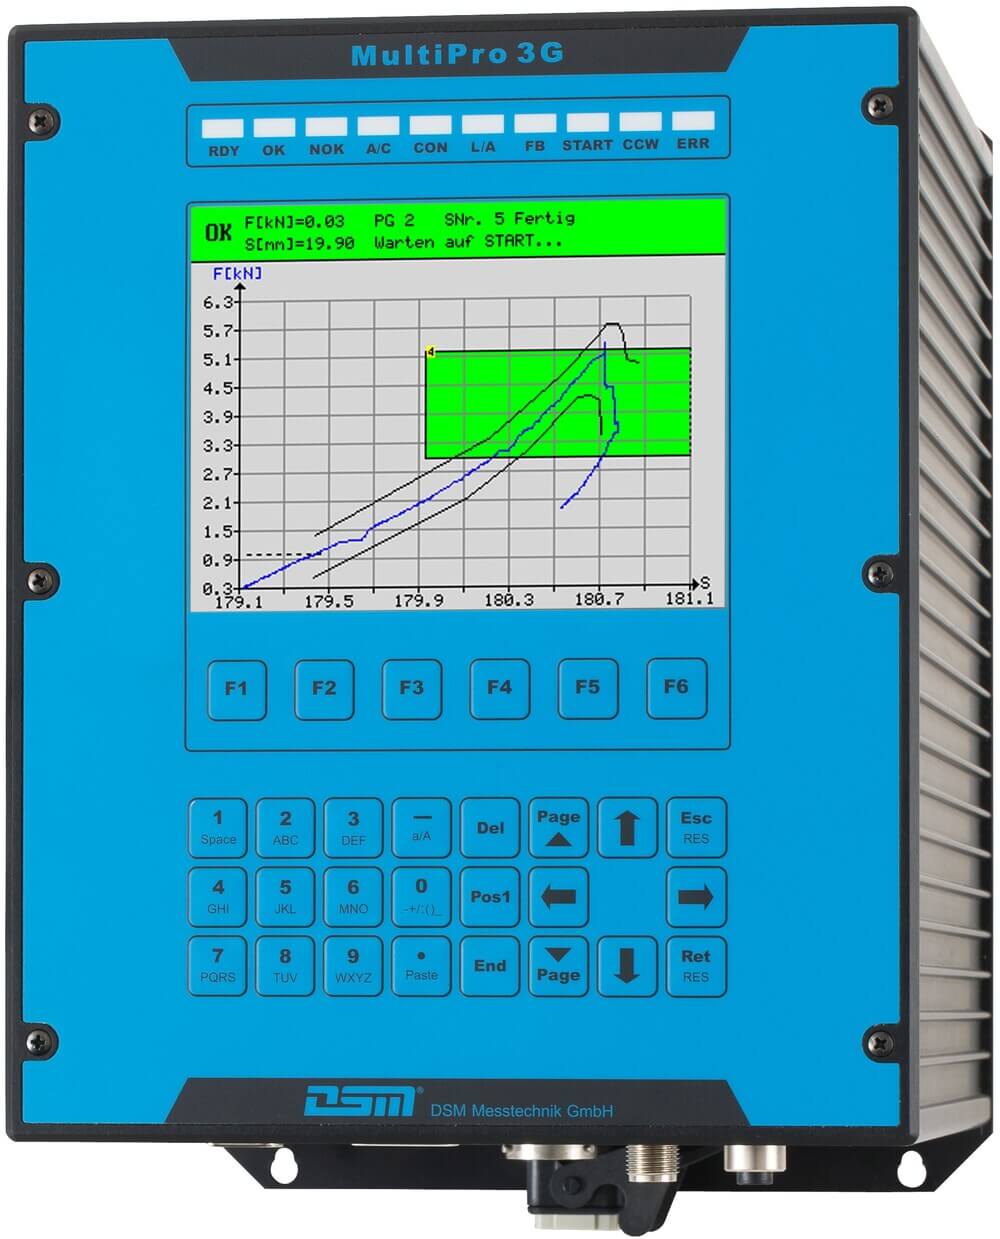 MultiPro 3G
RDY OK NOK A/C CON L/A FB START CCW ERR
OK F[kN]=0.03 PG 2 SNr. 5 Fertig
S[mm]=19.90 Warten auf START...
F[kN]
6.3
5.7
5.1
4.5
3.9
3.3
2.7
2.1
1.5
0.9
0.3
4
S
179.1 179.5 179.9 180.3 180.7 181.1
F1 F2 F3 F4 F5 F6
1 2 3 — Del Page Esc
Space ABC DEF a/A RES
4 5 6 0 Pos1
GHI JKL MNO -+/:()_
7 8 9 • End Page Ret
PQRS TUV WXYZ Paste RES
DSM® DSM Messtechnik GmbH